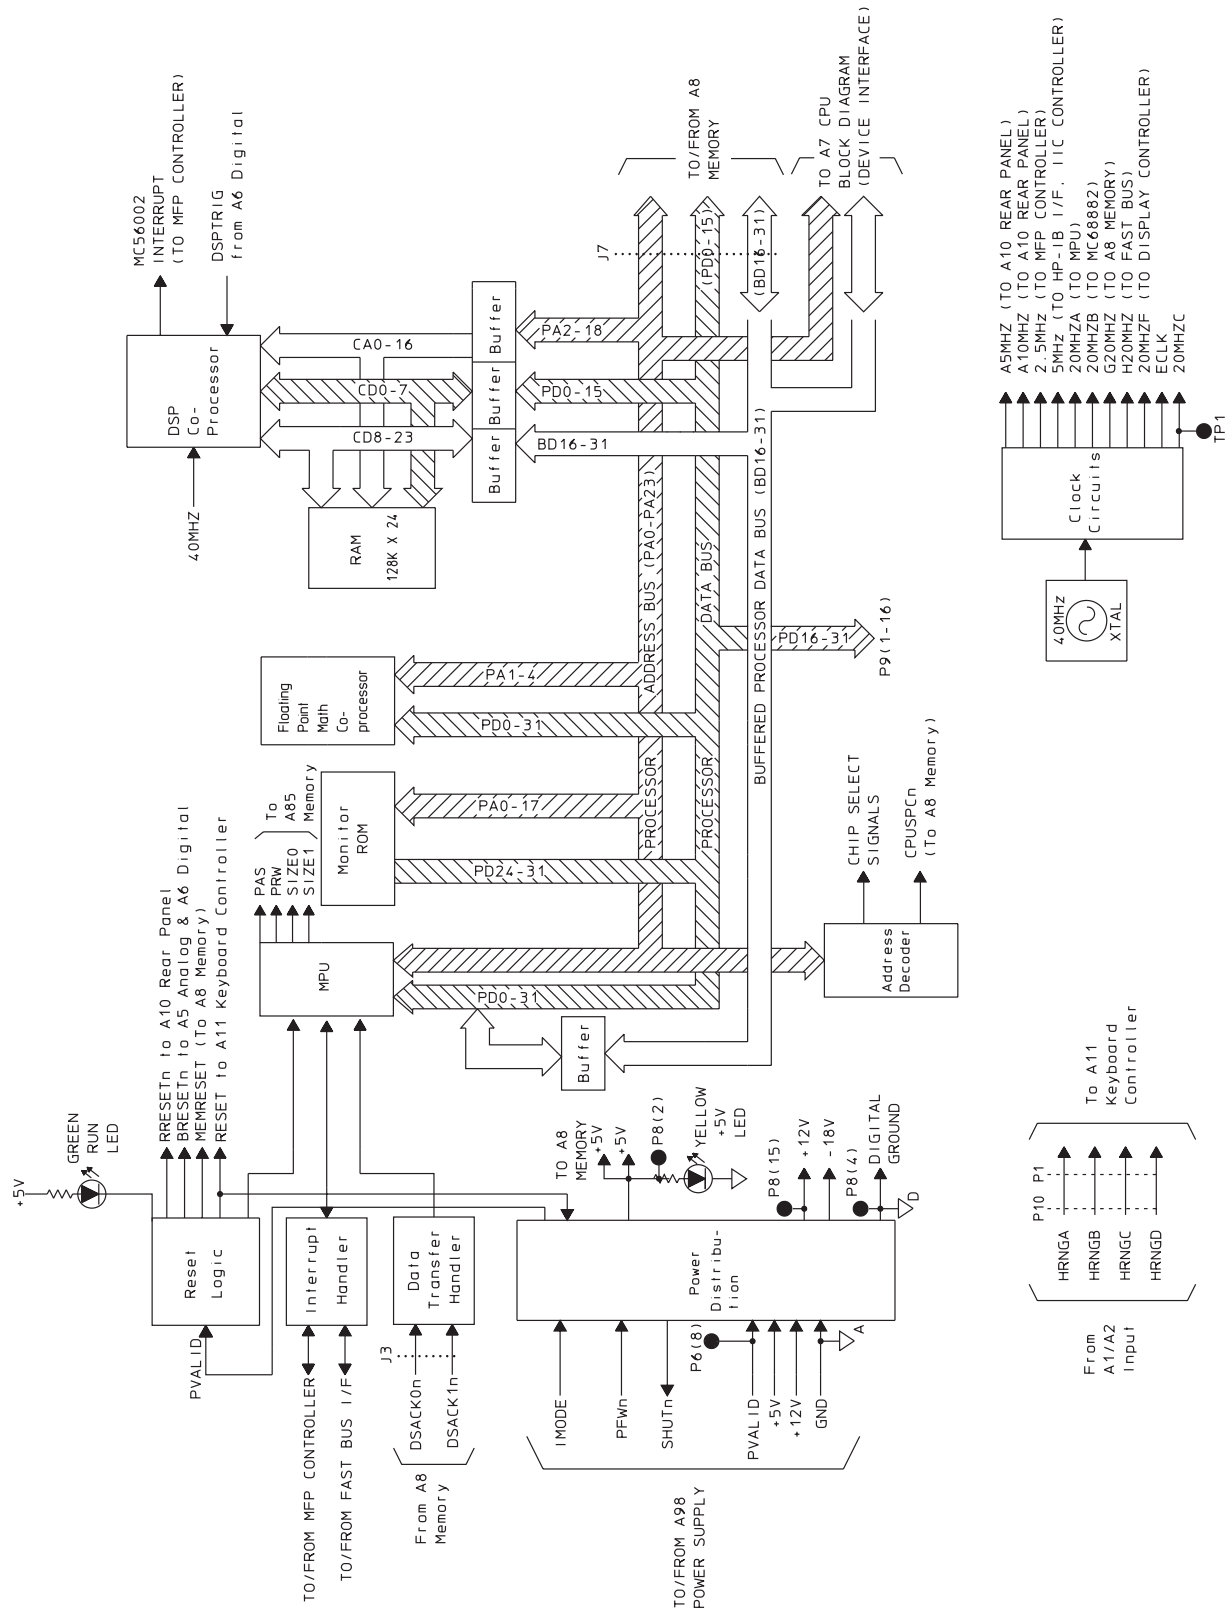 +5V
GREEN
RUN
LED
RRESETn to A10 Rear Panel
BRESETn to A5 Analog & A6 Digital
MEMRESET (To A8 Memory)
RESET to A11 Keyboard Controller
PVALID
Reset
Logic
Interrupt
Handler
TO/FROM MFP CONTROLLER
TO/FROM FAST BUS I/F
Data
Transfer
Handler
J3
DSACK0n
DSACK1n
From A8
Memory
MPU
PAS
PRW
SIZE0
SIZE1
To
A85
Memory
Monitor
ROM
Floating
Point
Math
Co-
processor
40MHZ
DSP
Co-
Processor
MC56002
INTERRUPT
(TO MFP CONTROLLER)
DSPTRIG
from A6 Digital
RAM
128K X 24
CA0-16
CD0-7
CD8-23
Buffer
Buffer
Buffer
PA2-18
PD0-15
BD16-31
PD0-31
PD24-31
PA0-17
PD0-31
PA1-4
Buffer
PROCESSOR
ADDRESS BUS (PA0-PA23)
PROCESSOR
DATA BUS
(PD0-15)
BUFFERED PROCESSOR DATA BUS (BD16-31)
(BD16-31)
J7
TO/FROM A8
MEMORY
TO A7 CPU
BLOCK DIAGRAM
(DEVICE INTERFACE)
PD16-31
P9(1-16)
Address
Decoder
CHIP SELECT
SIGNALS
CPUSPCn
(To A8 Memory)
TO/FROM A98
POWER SUPPLY
IMODE
PFWn
SHUTn
PVALID
+5V
+12V
GND
P6(8)
A
Power
Distribu-
tion
TO A8
MEMORY
+5V
+5V
P8(2)
YELLOW
+5V
LED
P8(15)
+12V
-18V
P8(4)
DIGITAL
GROUND
D
From
A1/A2
Input
HRNGA
HRNGB
HRNGC
HRNGD
P10
P1
To A11
Keyboard
Controller
40MHZ
XTAL
Clock
Circuits
A5MHZ (TO A10 REAR PANEL)
A10MHZ (TO A10 REAR PANEL)
2.5MHz (TO MFP CONTROLLER)
5MHz (TO HP-IB I/F, IIC CONTROLLER)
20MHZA (TO MPU)
20MHZB (TO MC68882)
G20MHZ (TO A8 MEMORY)
H20MHZ (TO FAST BUS)
20MHZF (TO DISPLAY CONTROLLER)
ECLK
20MHZC
TP1